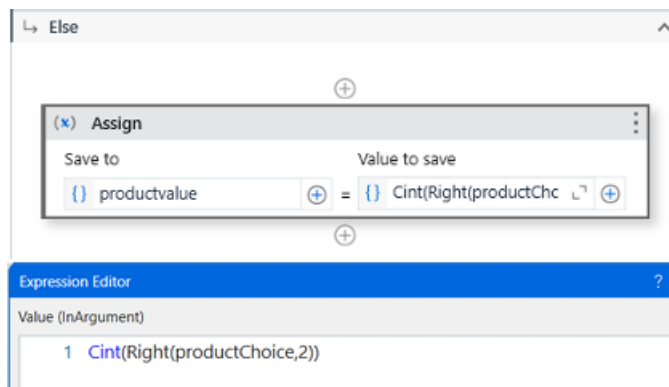 Else
(x) Assign
Save to
Value to save
{} productvalue
= {} Cint(Right(productChc
Expression Editor ?
Value (InArgument)
1 Cint(Right(productChoice,2))